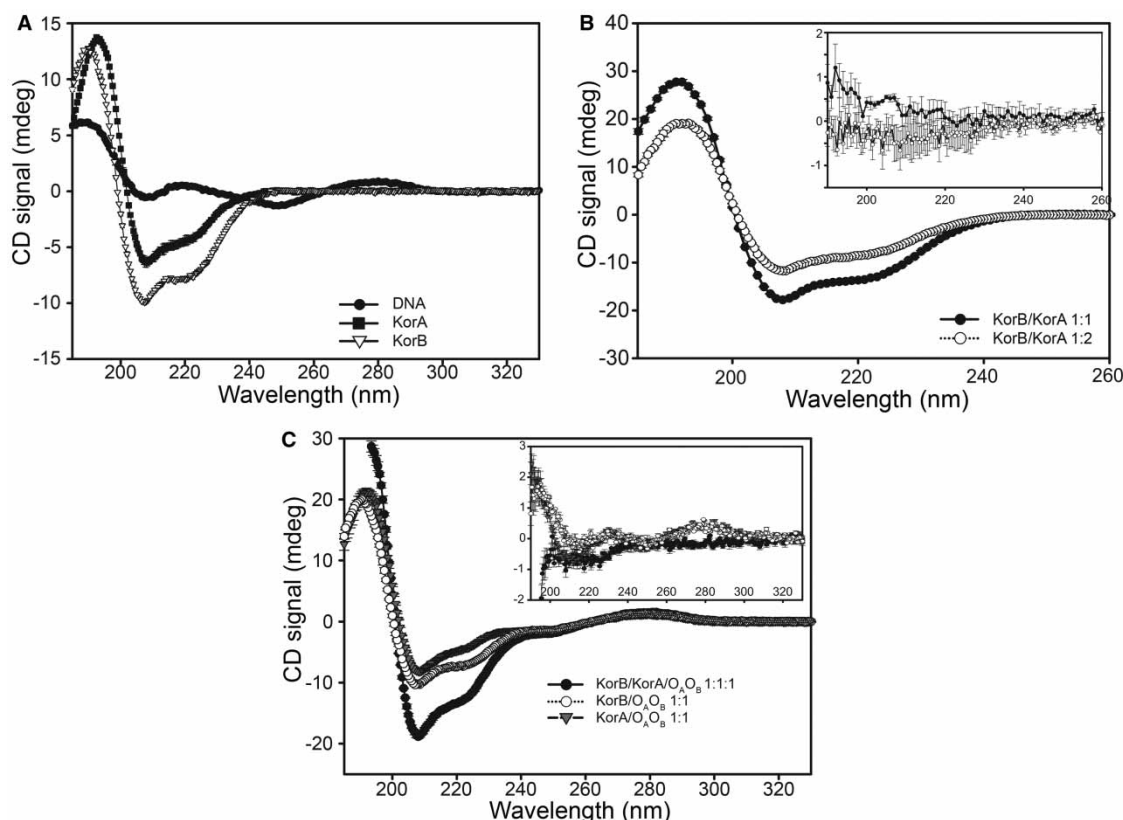 A
15
10
5
0
-5
-10
-15
CD signal (mdeg)
DNA
KorA
KorB
200 220 240 260 280 300 320
Wavelength (nm)
B
40
30
20
10
0
-10
-20
-30
CD signal (mdeg)
2
1
0
-1
200 220 240 260
KorB/KorA 1:1
KorB/KorA 1:2
200 220 240 260
Wavelength (nm)
C
30
20
10
0
-10
-20
CD signal (mdeg)
3
2
1
0
-1
-2
200 220 240 260 280 300 320
KorB/KorA/OAOB 1:1:1
KorB/OAOB 1:1
KorA/OAOB 1:1
200 220 240 260 280 300 320
Wavelength (nm)